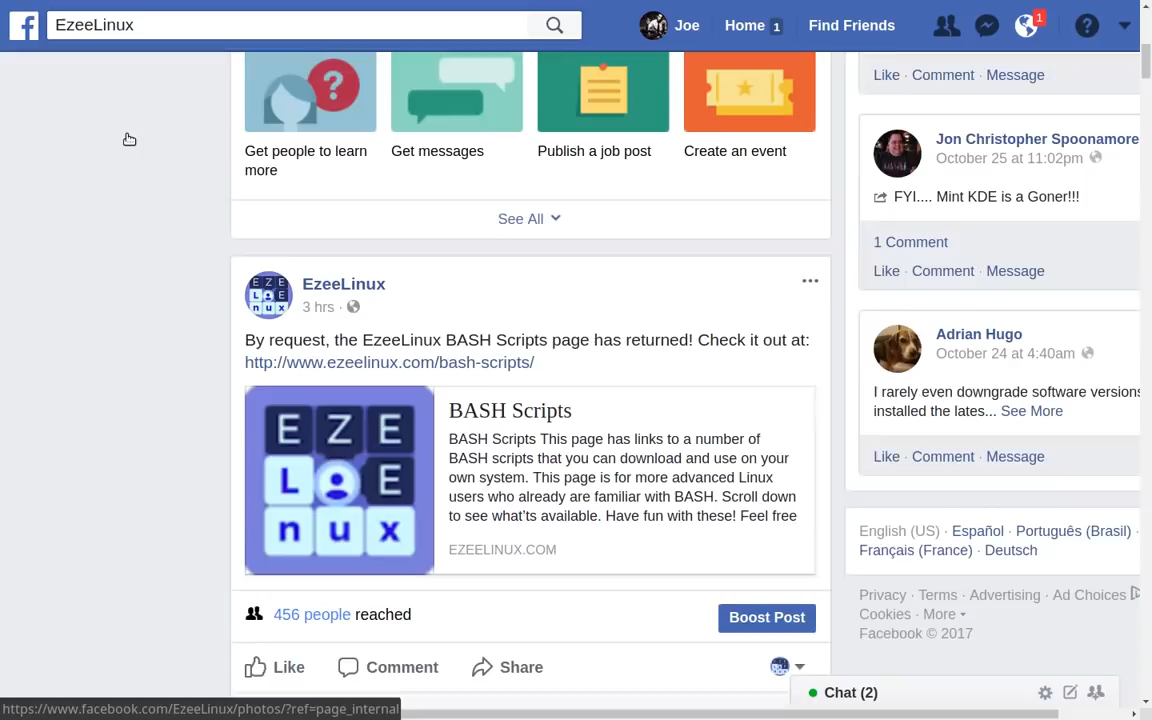 EzeeLinux
Joe
Home 1
Find Friends
1
?
?
Get people to learn
more
Get messages
Publish a job post
Create an event
See All
EzeeLinux
3 hrs ·
By request, the EzeeLinux BASH Scripts page has returned! Check it out at:
http://www.ezeelinux.com/bash-scripts/
E Z E
L E
n u x
BASH Scripts
BASH Scripts This page has links to a number of
BASH scripts that you can download and use on your
own system. This page is for more advanced Linux
users who already are familiar with BASH. Scroll down
to see what'ts available. Have fun with these! Feel free
EZEELINUX.COM
456 people reached
Boost Post
Like
Comment
Share
Like · Comment · Message
Jon Christopher Spoonamore
October 25 at 11:02pm
FYI.... Mint KDE is a Goner!!!
1 Comment
Like · Comment · Message
Adrian Hugo
October 24 at 4:40am
I rarely even downgrade software versions
installed the lates... See More
Like · Comment · Message
English (US) · Español · Português (Brasil) ·
Français (France) · Deutsch
Privacy · Terms · Advertising · Ad Choices
Cookies · More
Facebook © 2017
Chat (2)
https://www.facebook.com/EzeeLinux/photos/?ref=page_internal